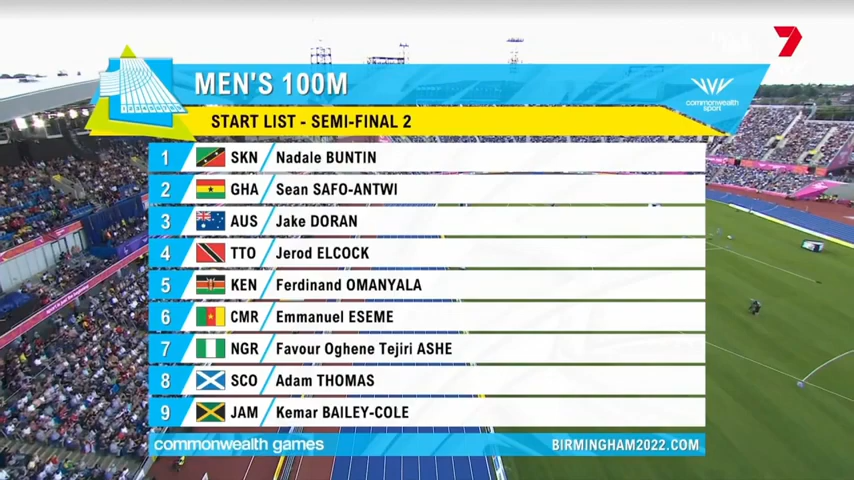 7
MEN'S 100M
commonwealth
sport
START LIST - SEMI-FINAL 2
1 SKN Nadale BUNTIN
2 GHA Sean SAFO-ANTWI
3 AUS Jake DORAN
4 TTO Jerod ELCOCK
5 KEN Ferdinand OMANYALA
6 CMR Emmanuel ESEME
7 NGR Favour Oghene Tejiri ASHE
8 SCO Adam THOMAS
9 JAM Kemar BAILEY-COLE
commonwealth games
BIRMINGHAM2022.COM